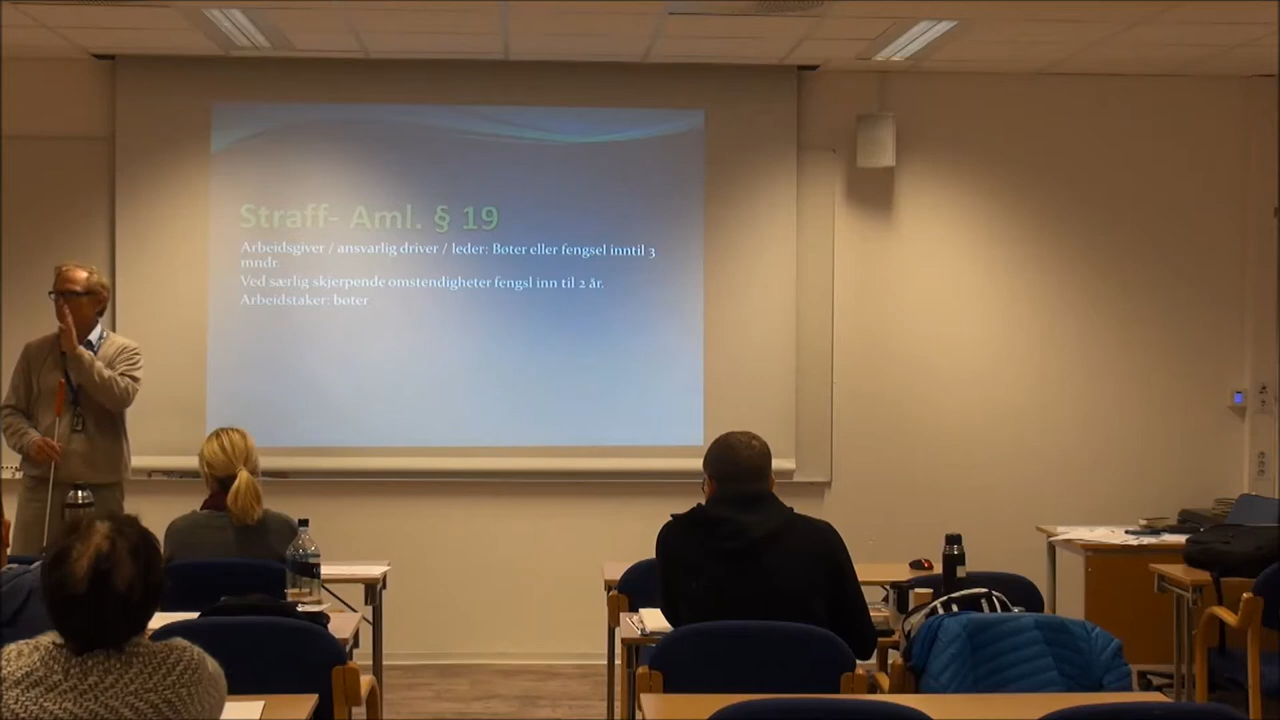 Straff- Aml. § 19
Arbeidsgiver / ansvarlig driver / leder: Bøter eller fengsel inntil 3
mndr.
Ved særlig skjerpende omstendigheter fengsl inn til 2 år.
Arbeidstaker: bøter